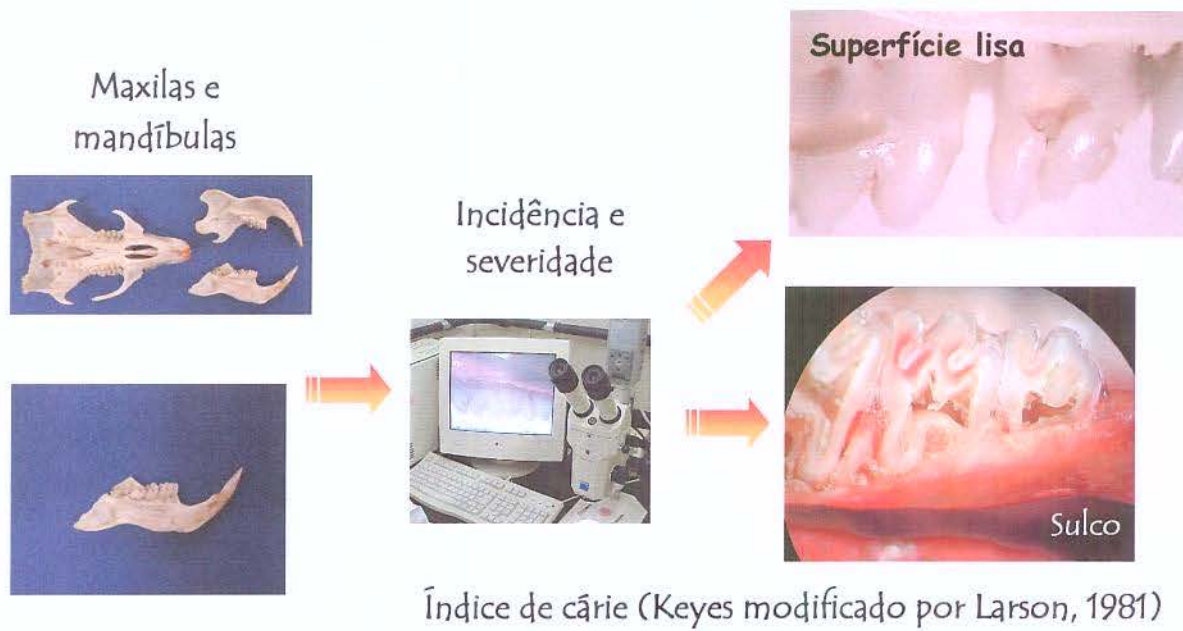 Maxilas e
mandíbulas
Incidência e
severidade
Superfície lisa
Sulco
Índice de cárie (Keyes modificado por Larson, 1981)